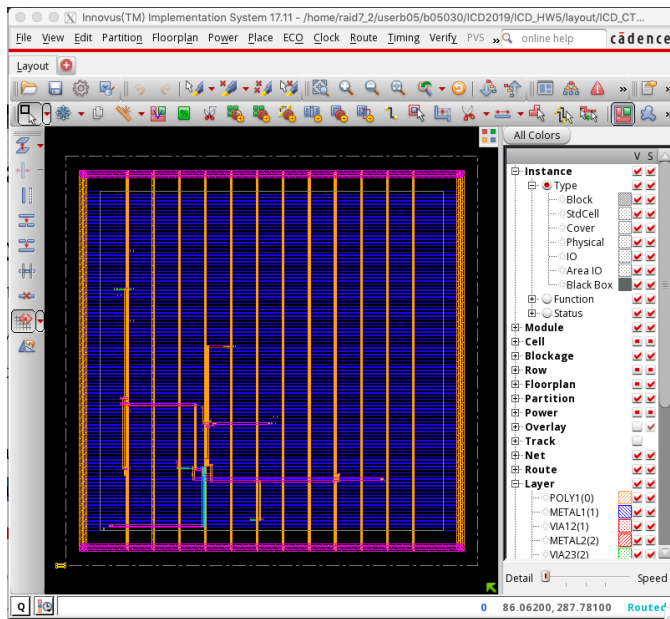 Innovus(TM) Implementation System 17.11 - /home/raid7_2/userb05/b05030/ICD2019/ICD_HW5/layout/ICD_CT...
File View Edit Partition Floorplan Power Place ECO Clock Route Timing Verify PVS » online help cādence
Layout
All Colors
V S
Instance
Type
Block
StdCell
Cover
Physical
IO
Area IO
Black Box
Function
Status
Module
Cell
Blockage
Row
Floorplan
Partition
Power
Overlay
Track
Net
Route
Layer
POLY1(0)
METAL1(1)
VIA12(1)
METAL2(2)
VIA23(2)
Detail Speed
Q 0 86.06200, 287.78100 Routed